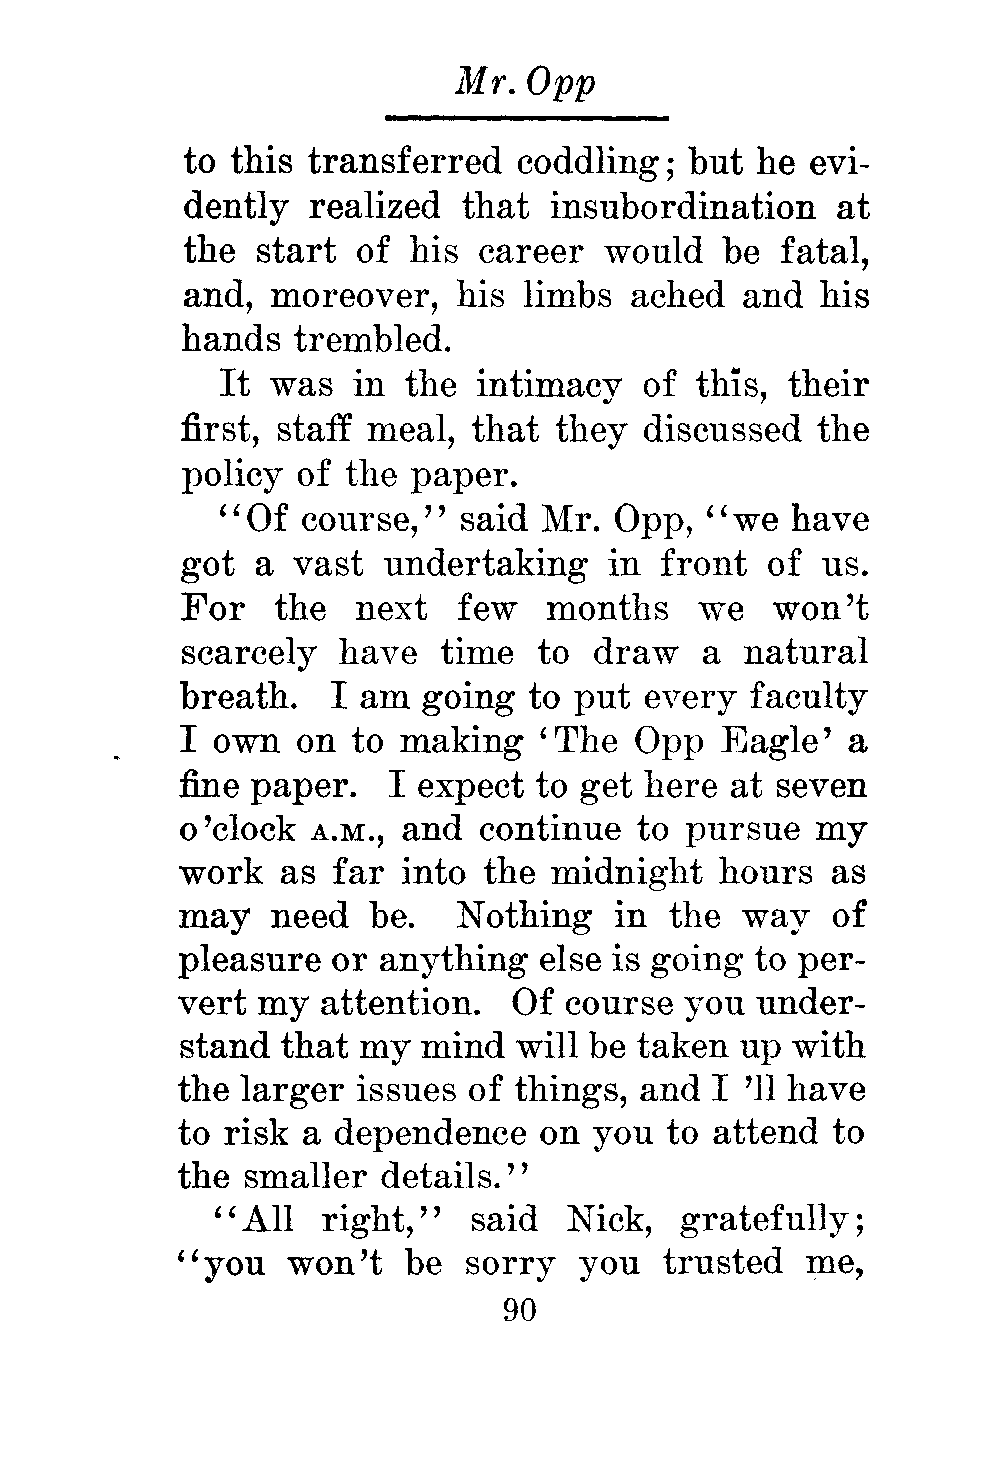 Mr. Opp
to this transferred coddling; but he evi-
dently realized that insubordination at
the start of his career would be fatal,
and, moreover, his limbs ached and his
hands trembled.
It was in the intimacy of this, their
first, staff meal, that they discussed the
policy of the paper.
"Of course," said Mr. Opp, "we have
got a vast undertaking in front of us.
For the next few months we won't
scarcely have time to draw a natural
breath. I am going to put every faculty
I own on to making 'The Opp Eagle' a
fine paper. I expect to get here at seven
o'clock A.M., and continue to pursue my
work as far into the midnight hours as
may need be. Nothing in the way of
pleasure or anything else is going to per-
vert my attention. Of course you under-
stand that my mind will be taken up with
the larger issues of things, and I 'll have
to risk a dependence on you to attend to
the smaller details."
"All right," said Nick, gratefully;
"you won't be sorry you trusted me,
90